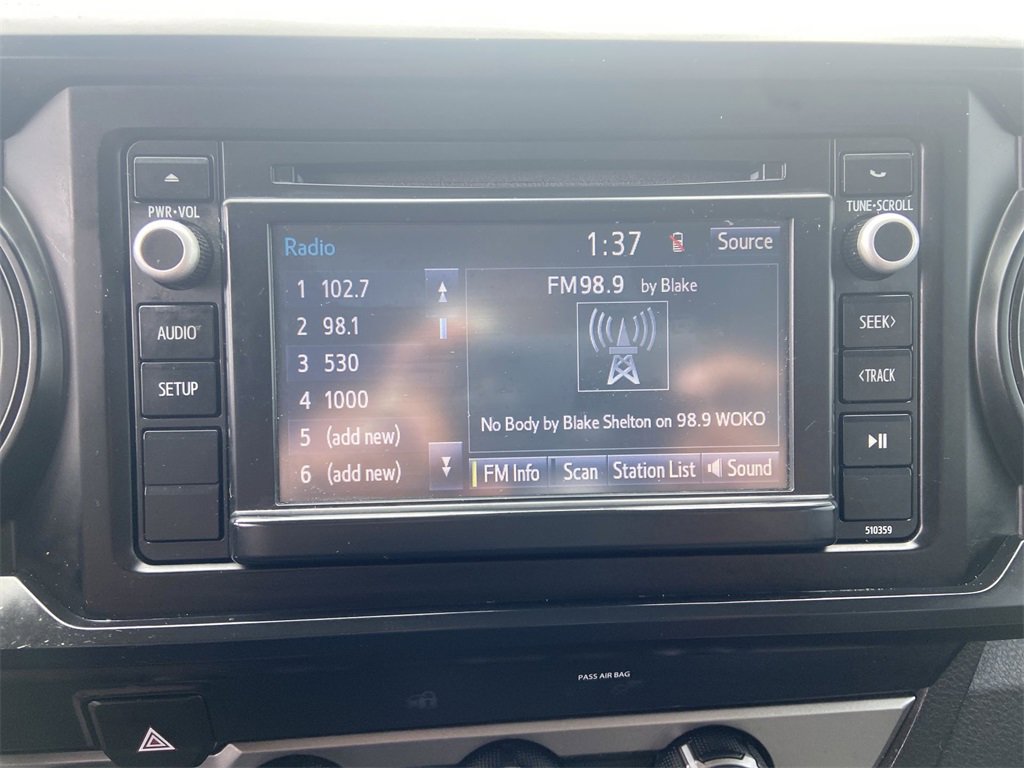 PWR•VOL
TUNE•SCROLL
AUDIO
SETUP
Radio
1:37
Source
1 102.7
2 98.1
3 530
4 1000
5 (add new)
6 (add new)
FM98.9 by Blake
No Body by Blake Shelton on 98.9 WOKO
FM Info
Scan
Station List
Sound
SEEK>
<TRACK
510359
PASS AIR BAG